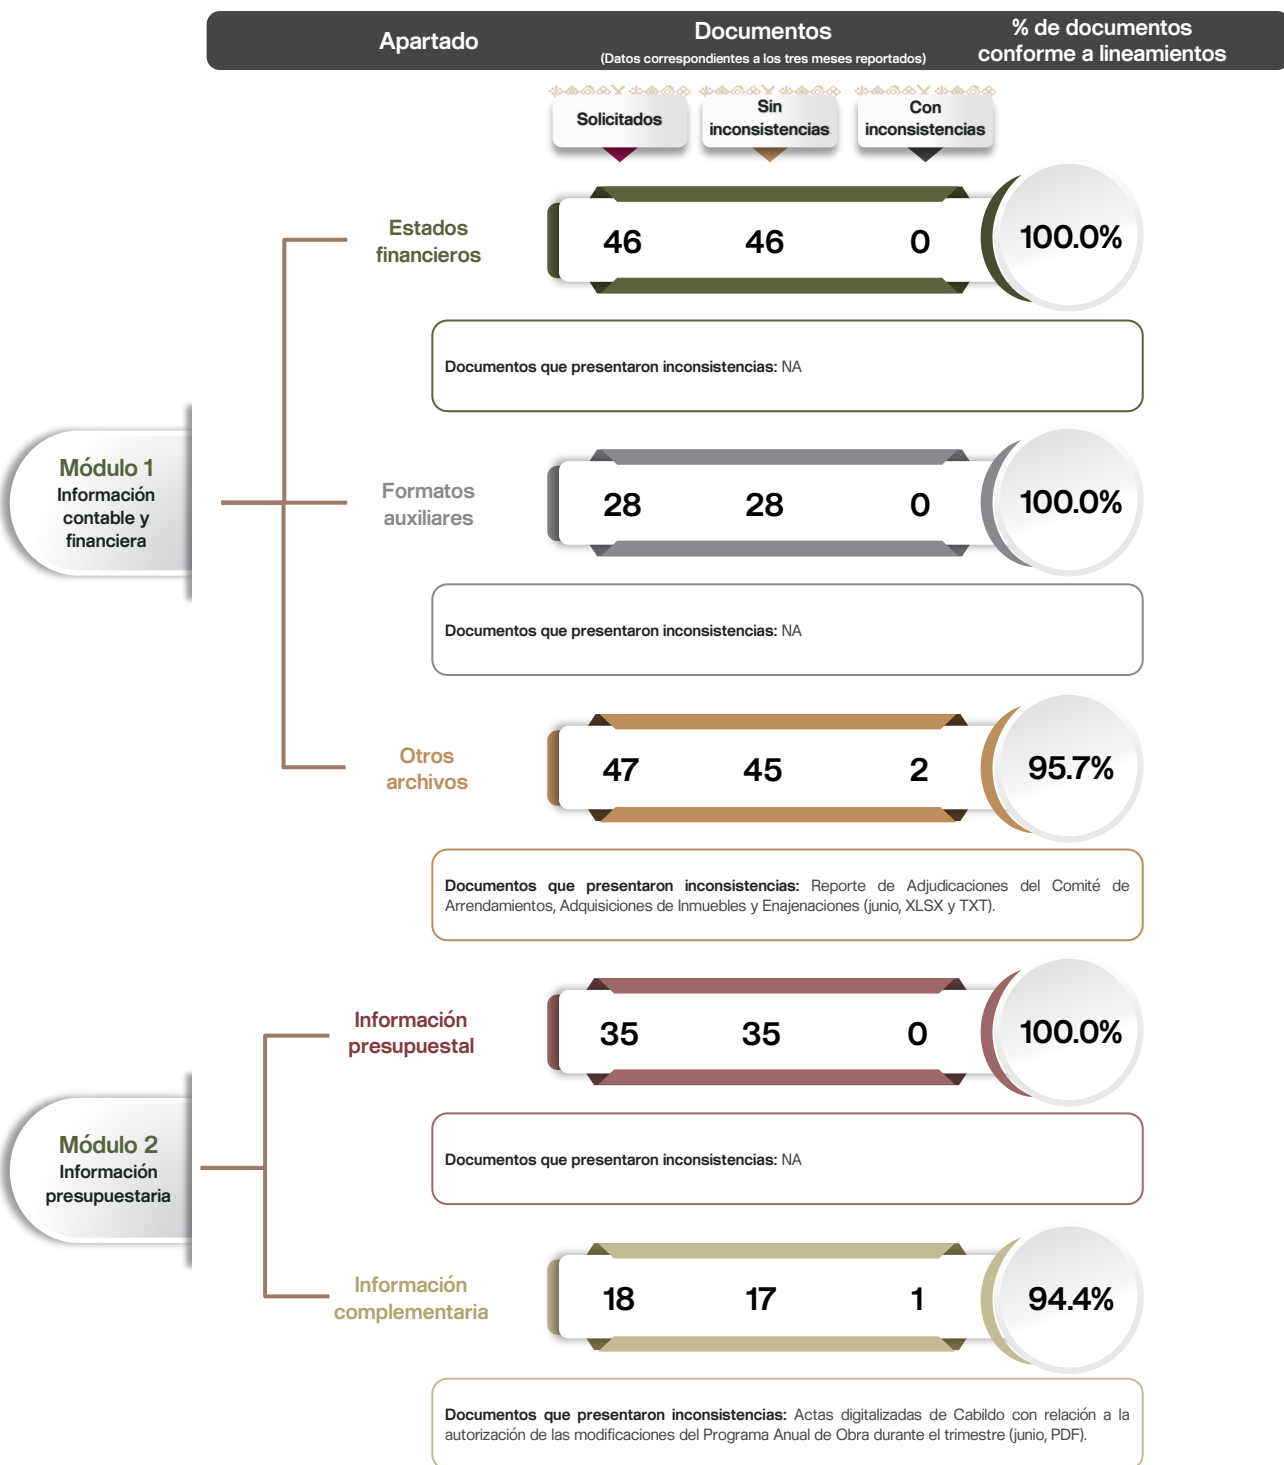 Apartado
Documentos
(Datos correspondientes a los tres meses reportados)
% de documentos
conforme a lineamientos
Solicitados
Sin
inconsistencias
Con
inconsistencias
Módulo 1
Información
contable y
financiera
Estados
financieros
46 46 0 100.0%
Documentos que presentaron inconsistencias: NA
Formatos
auxiliares
28 28 0 100.0%
Documentos que presentaron inconsistencias: NA
Otros
archivos
47 45 2 95.7%
Documentos que presentaron inconsistencias: Reporte de Adjudicaciones del Comité de
Arrendamientos, Adquisiciones de Inmuebles y Enajenaciones (junio, XLSX y TXT).
Módulo 2
Información
presupuestaria
Información
presupuestal
35 35 0 100.0%
Documentos que presentaron inconsistencias: NA
Información
complementaria
18 17 1 94.4%
Documentos que presentaron inconsistencias: Actas digitalizadas de Cabildo con relación a la
autorización de las modificaciones del Programa Anual de Obra durante el trimestre (junio, PDF).